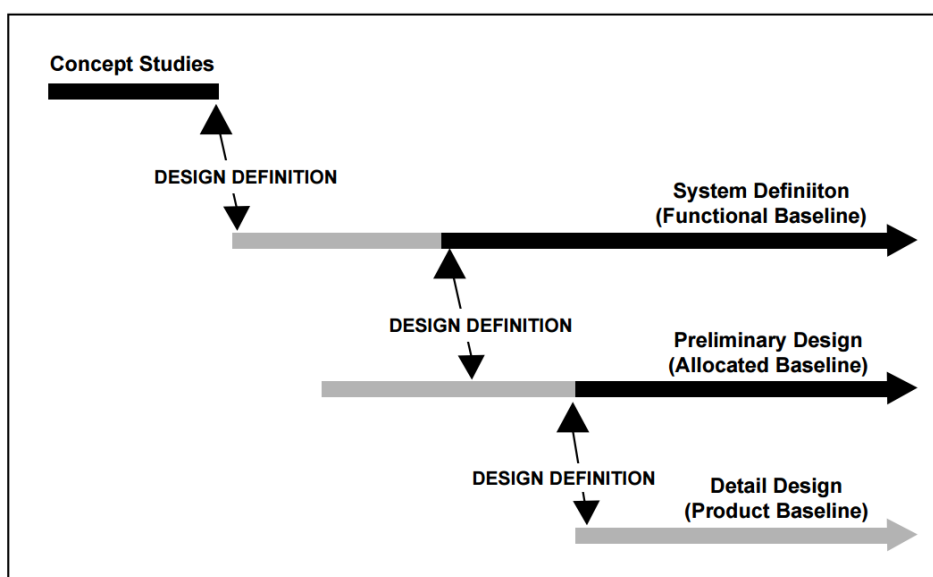 Concept Studies
DESIGN DEFINITION
System Definiiton
(Functional Baseline)
DESIGN DEFINITION
Preliminary Design
(Allocated Baseline)
DESIGN DEFINITION
Detail Design
(Product Baseline)